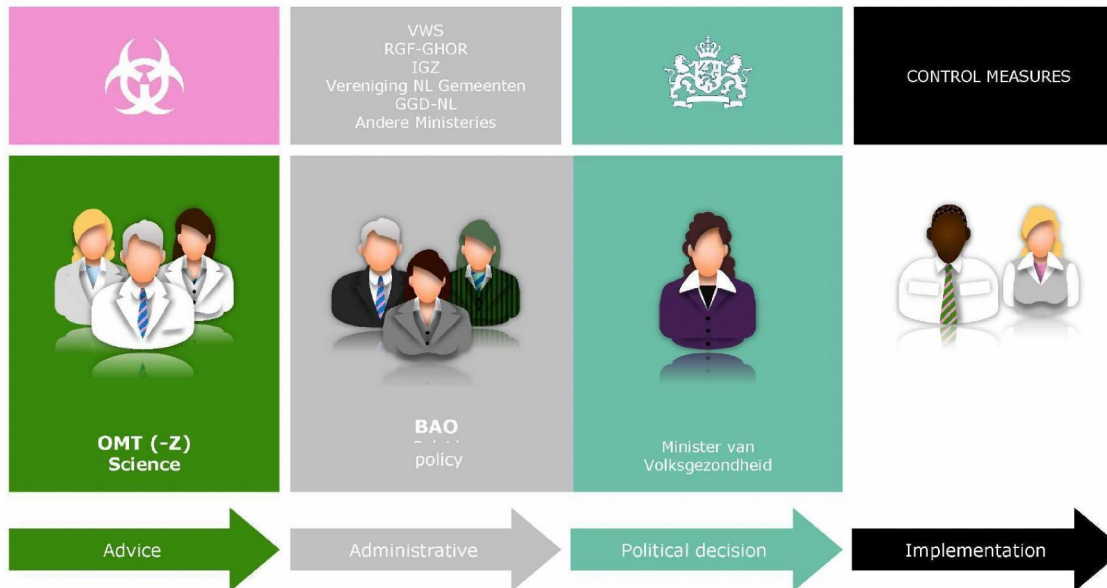 VWS
RGF-GHOR
IGZ
Vereniging NL Gemeenten
GGD-NL
Andere Ministeries
CONTROL MEASURES
OMT (-Z)
Science
BAO
policy
Minister van
Volksgezondheid
Advice
Administrative
Political decision
Implementation